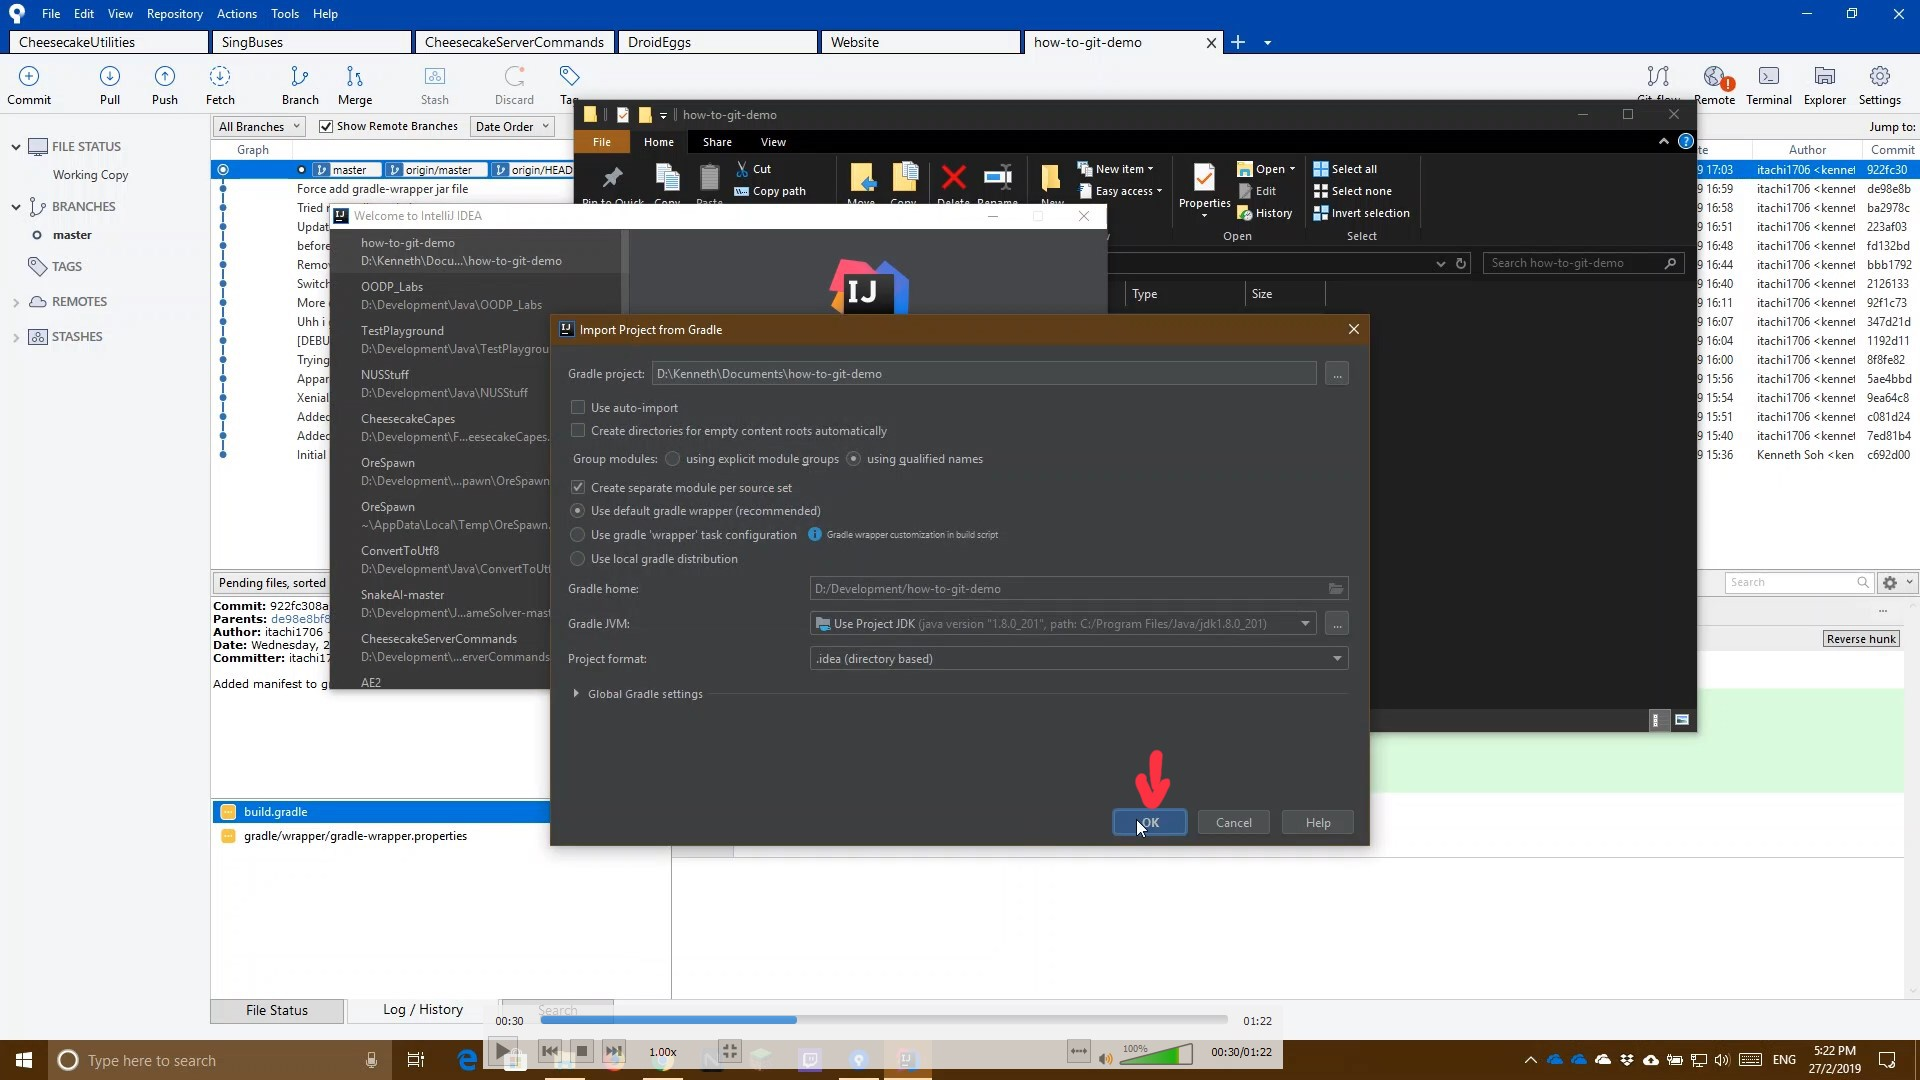 File Edit View Repository Actions Tools Help
CheesecakeUtilities SingBuses CheesecakeServerCommands DroidEggs Website how-to-git-demo
Commit Pull Push Fetch Branch Merge Stash Discard Tag
Remote Terminal Explorer Settings
All Branches Show Remote Branches Date Order
Jump to:
Graph
Author Commit
FILE STATUS
Working Copy
BRANCHES
master
TAGS
REMOTES
STASHES
master origin/master origin/HEAD
Force add gradle-wrapper jar file
Tried
Updat
before
Remov
Switch
More
Uhh i
[DEBU
Trying
Appar
Xenial
Added
Added
Initial
9 17:03 itachi1706 <kennet 922fc30
9 16:59 itachi1706 <kennet de98e8b
9 16:58 itachi1706 <kennet ba2978c
9 16:51 itachi1706 <kennet 223af03
9 16:48 itachi1706 <kennet fd132bd
9 16:44 itachi1706 <kennet bbb1792
9 16:40 itachi1706 <kennet 2126133
9 16:11 itachi1706 <kennet 92f1c73
9 16:07 itachi1706 <kennet 347d21d
9 16:04 itachi1706 <kennet 1192d11
9 16:00 itachi1706 <kennet 8f8fe82
9 15:56 itachi1706 <kennet 5ae4bbd
9 15:54 itachi1706 <kennet 9ea64c8
9 15:51 itachi1706 <kennet c081d24
9 15:40 itachi1706 <kennet 7ed81b4
9 15:36 Kenneth Soh <ken c692d00
how-to-git-demo
File Home Share View
Cut
Copy path
New item
Easy access
Properties
Open
Edit
History
Open
Select all
Select none
Invert selection
Select
Search how-to-git-demo
Type Size
Welcome to IntelliJ IDEA
IJ
how-to-git-demo
D:\Kenneth\Docu...\how-to-git-demo
OODP_Labs
D:\Development\Java\OODP_Labs
TestPlayground
D:\Development\Java\TestPlaygrou
NUSStuff
D:\Development\Java\NUSStuff
CheesecakeCapes
D:\Development\F...eesecakeCapes.
OreSpawn
D:\Development\...pawn\OreSpawn
OreSpawn
~\AppData\Local\Temp\OreSpawn.
ConvertToUtf8
D:\Development\Java\ConvertToUtf
SnakeAI-master
D:\Development\J...ameSolver-mast
CheesecakeServerCommands
D:\Development\...erverCommands
AE2
Import Project from Gradle
Gradle project: D:\Kenneth\Documents\how-to-git-demo ...
Use auto-import
Create directories for empty content roots automatically
Group modules: using explicit module groups using qualified names
Create separate module per source set
Use default gradle wrapper (recommended)
Use gradle 'wrapper' task configuration Gradle wrapper customization in build script
Use local gradle distribution
Gradle home: D:/Development/how-to-git-demo
Gradle JVM: Use Project JDK (java version "1.8.0_201", path: C:/Program Files/Java/jdk1.8.0_201) ...
Project format: .idea (directory based)
Global Gradle settings
OK Cancel Help
Pending files, sorted
Search
Commit: 922fc308a
Parents: de98e8bf8
Author: itachi1706
Date: Wednesday, 2
Committer: itachi17
Added manifest to gr
Reverse hunk
build.gradle
gradle/wrapper/gradle-wrapper.properties
File Status Log / History Search
00:30 01:22
1.00x 100% 00:30/01:22
Type here to search
ENG
5:22 PM
27/2/2019